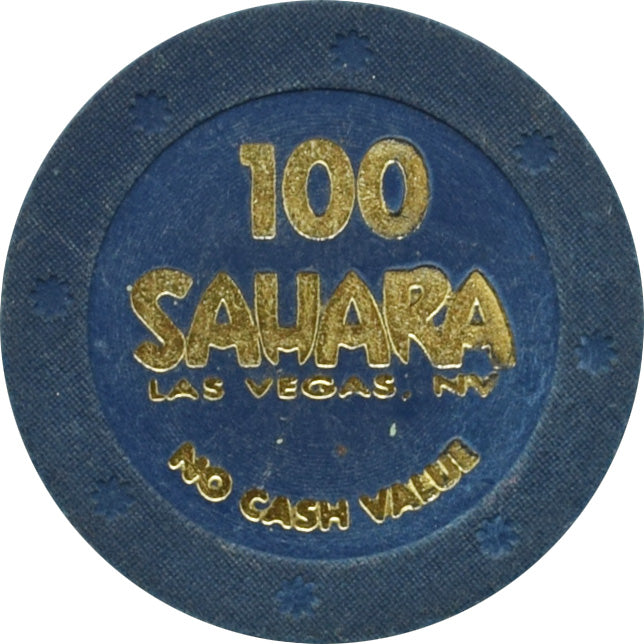 100
SAHARA
LAS VEGAS, NV
NO CASH VALUE